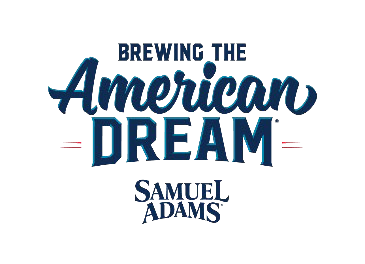 BREWING THE
American
DREAM
SAMUEL
ADAMS